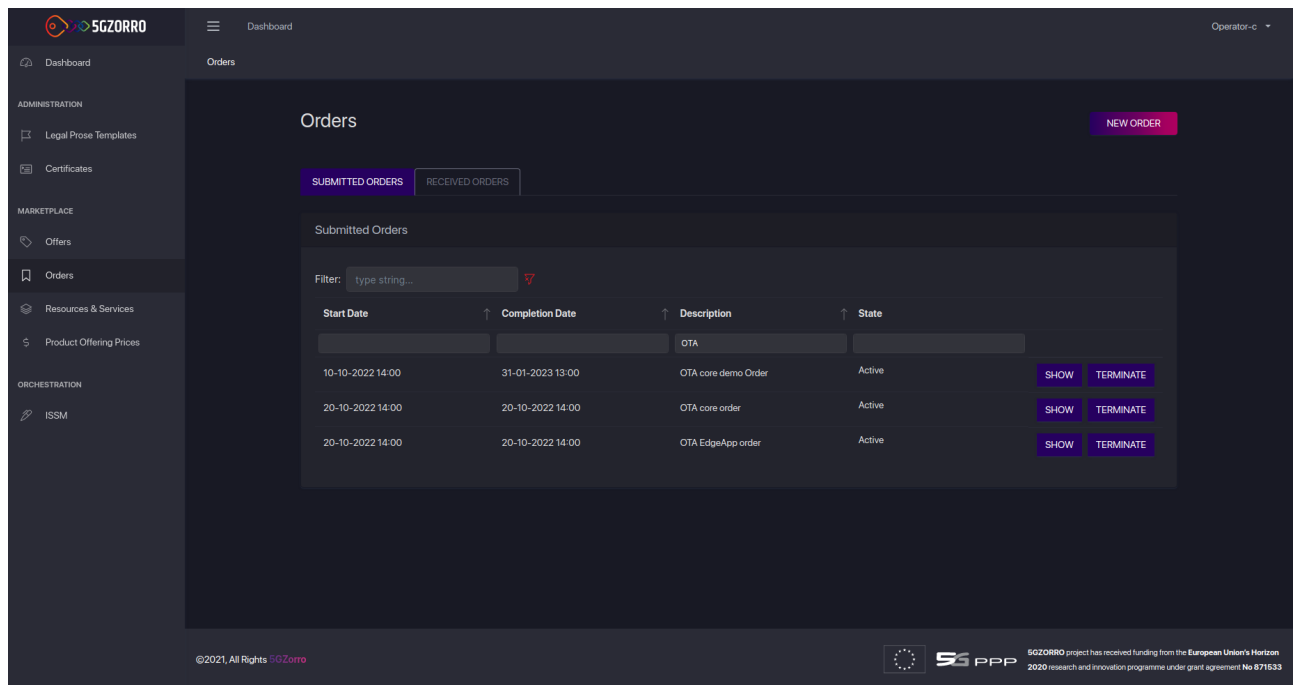 5GZORRO
Dashboard
Operator-c
Dashboard
Orders
ADMINISTRATION
Legal Prose Templates
Certificates
MARKETPLACE
Offers
Orders
Resources & Services
Product Offering Prices
ORCHESTRATION
ISSM
Orders
NEW ORDER
SUBMITTED ORDERS RECEIVED ORDERS
Submitted Orders
Filter: type string...
Start Date Completion Date Description State
OTA
10-10-2022 14:00 31-01-2023 13:00 OTA core demo Order Active SHOW TERMINATE
20-10-2022 14:00 20-10-2022 14:00 OTA core order Active SHOW TERMINATE
20-10-2022 14:00 20-10-2022 14:00 OTA EdgeApp order Active SHOW TERMINATE
©2021, All Rights 5GZorro
5G PPP
5GZORRO project has received funding from the European Union's Horizon
2020 research and innovation programme under grant agreement No 871533